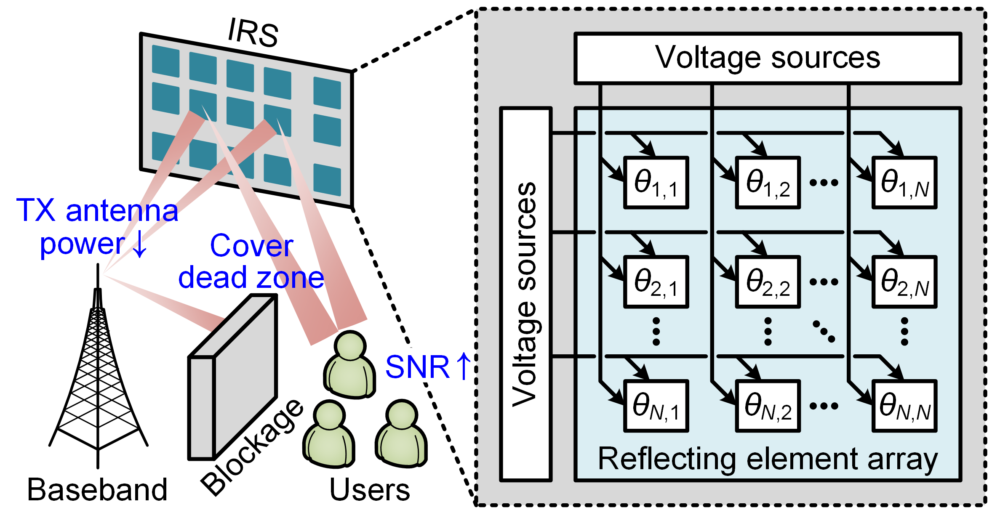 IRS
TX antenna
power ↓
Cover
dead zone
SNR ↑
Baseband
Blockage
Users
Voltage sources
Voltage sources
θ1,1 θ1,2 ••• θ1,N
θ2,1 θ2,2 ••• θ2,N
θN,1 θN,2 ••• θN,N
Reflecting element array